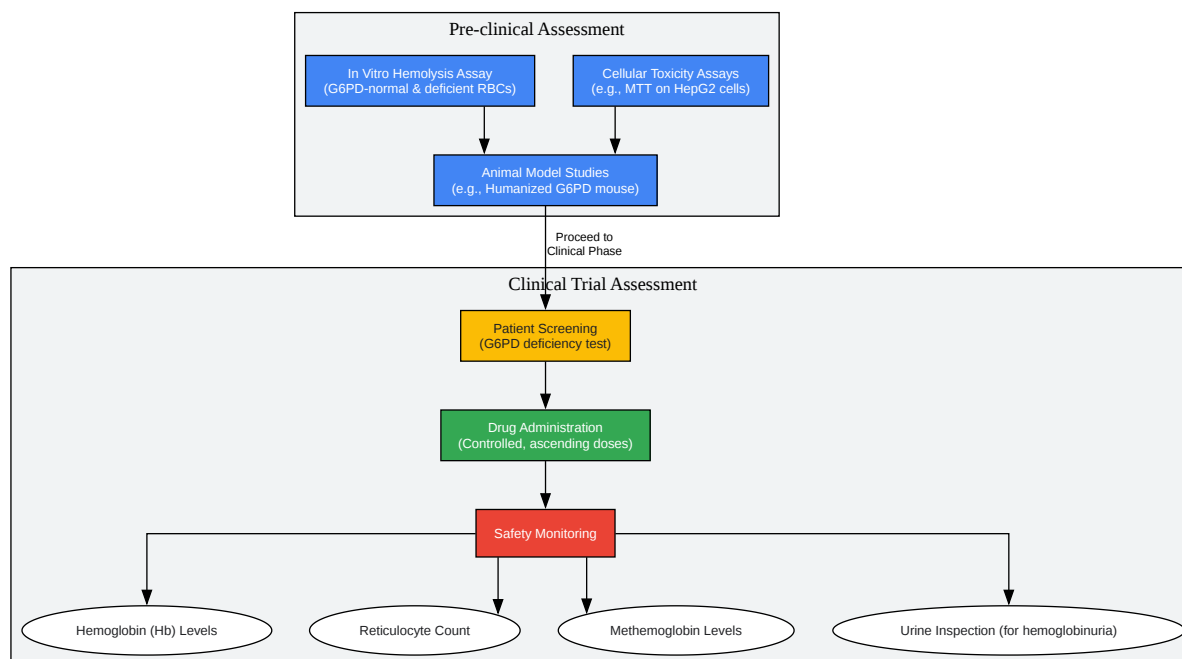 Pre-clinical Assessment
In Vitro Hemolysis Assay
(G6PD-normal & deficient RBCs)
Cellular Toxicity Assays
(e.g., MTT on HepG2 cells)
Animal Model Studies
(e.g., Humanized G6PD mouse)
Proceed to
Clinical Phase
Clinical Trial Assessment
Patient Screening
(G6PD deficiency test)
Drug Administration
(Controlled, ascending doses)
Safety Monitoring
Hemoglobin (Hb) Levels
Reticulocyte Count
Methemoglobin Levels
Urine Inspection (for hemoglobinuria)